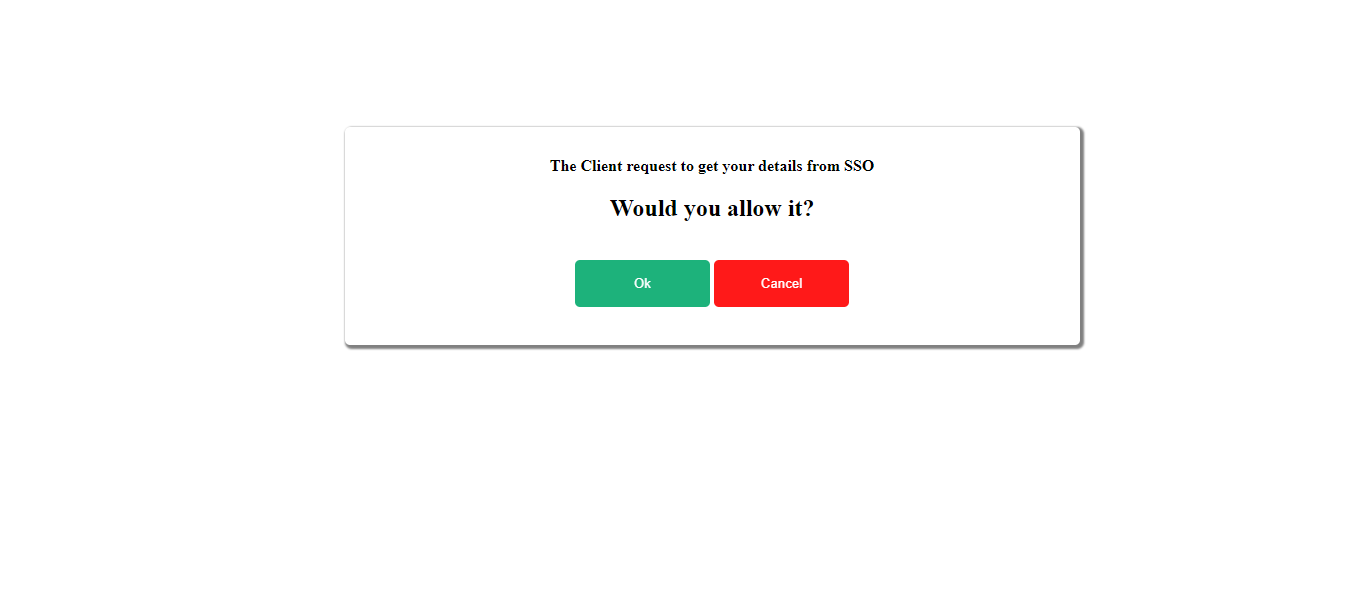 The Client request to get your details from SSO
Would you allow it?
Ok Cancel